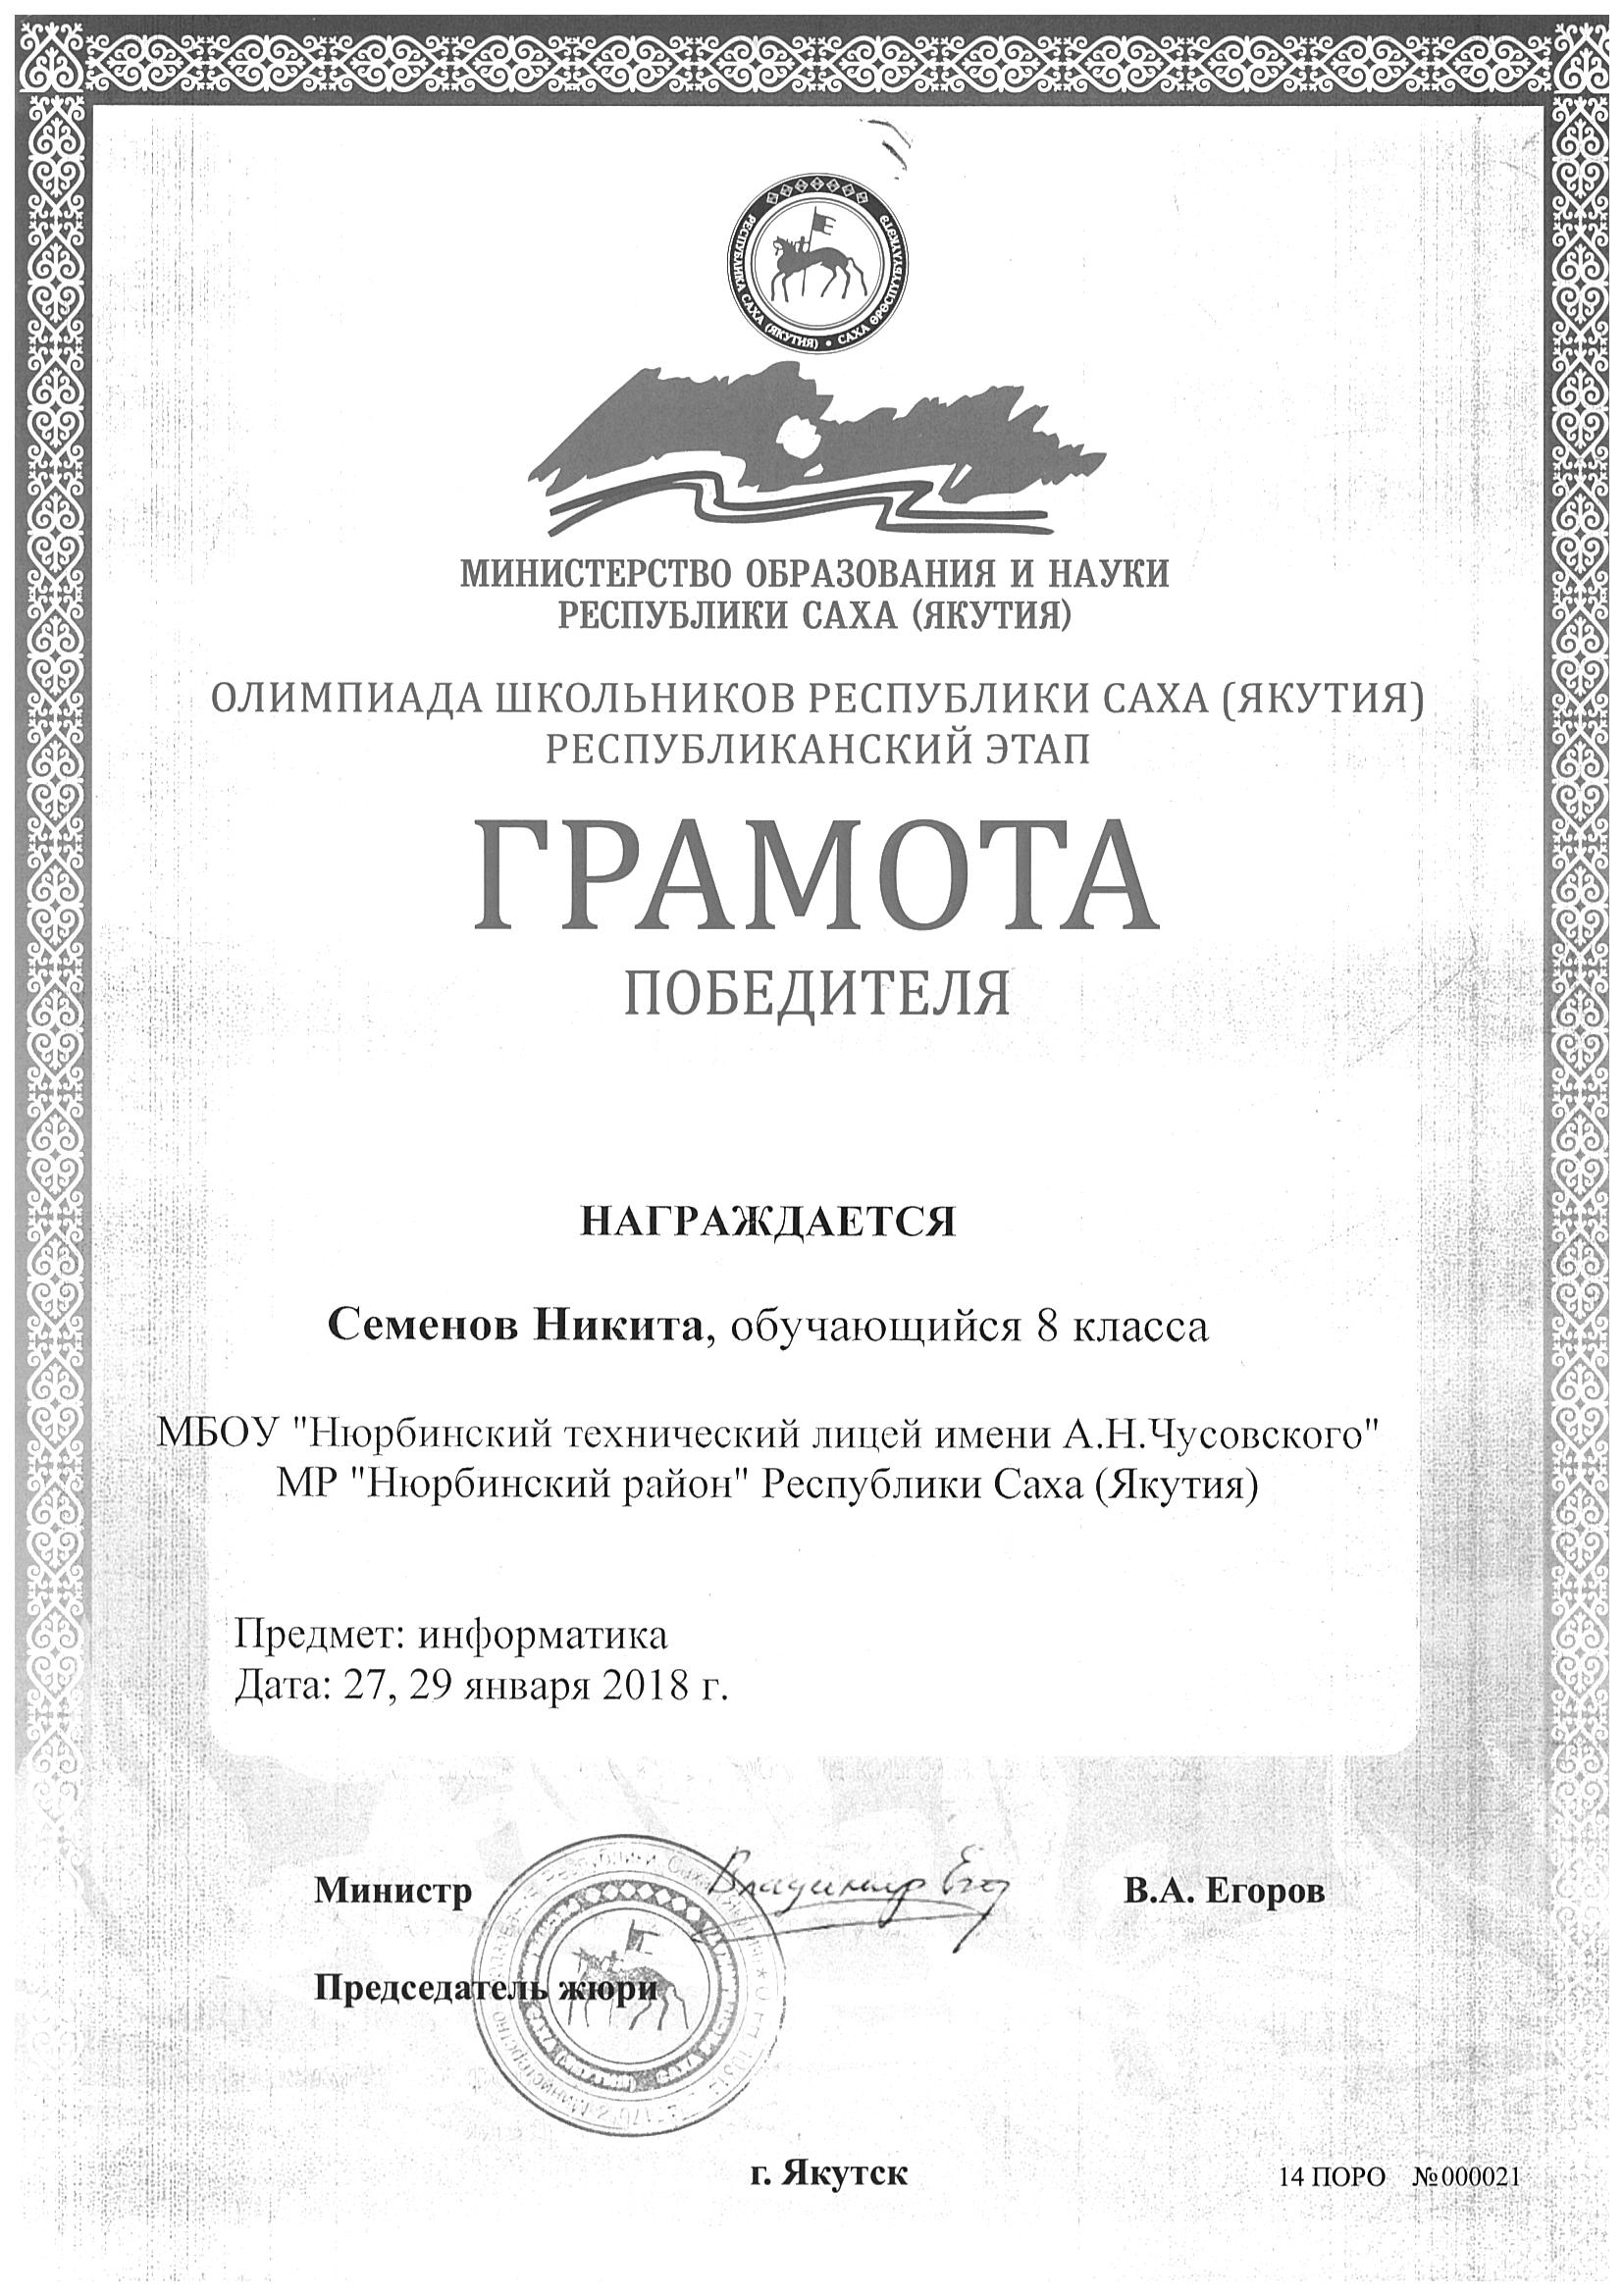 РЕСПУБЛИКА САХА (ЯКУТИЯ) • САХА ӨРӨСПҮҮБҮЛҮКЭТЭ
МИНИСТЕРСТВО ОБРАЗОВАНИЯ И НАУКИ
РЕСПУБЛИКИ САХА (ЯКУТИЯ)
ОЛИМПИАДА ШКОЛЬНИКОВ РЕСПУБЛИКИ САХА (ЯКУТИЯ)
РЕСПУБЛИКАНСКИЙ ЭТАП
ГРАМОТА
ПОБЕДИТЕЛЯ
НАГРАЖДАЕТСЯ
Семенов Никита, обучающийся 8 класса
МБОУ "Нюрбинский технический лицей имени А.Н.Чусовского"
МР "Нюрбинский район" Республики Саха (Якутия)
Предмет: информатика
Дата: 27, 29 января 2018 г.
Министр Владимир Его В.А. Егоров
Председатель жюри
г. Якутск
14 ПОРО №000021